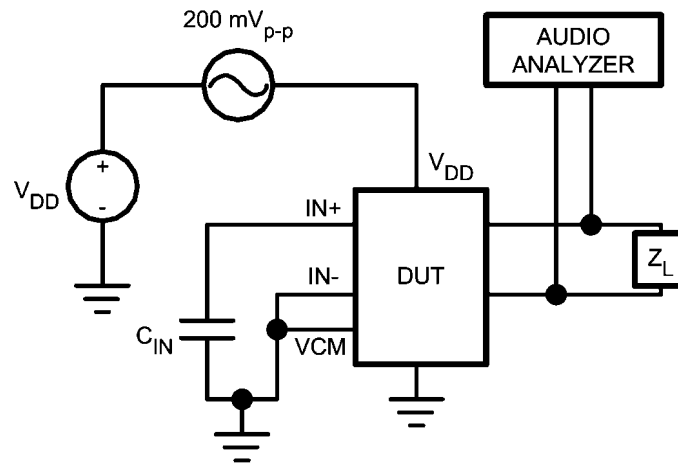 200 mVp-p
AUDIO
ANALYZER
VDD
+
-
VDD
IN+
IN-
VCM
DUT
ZL
CIN